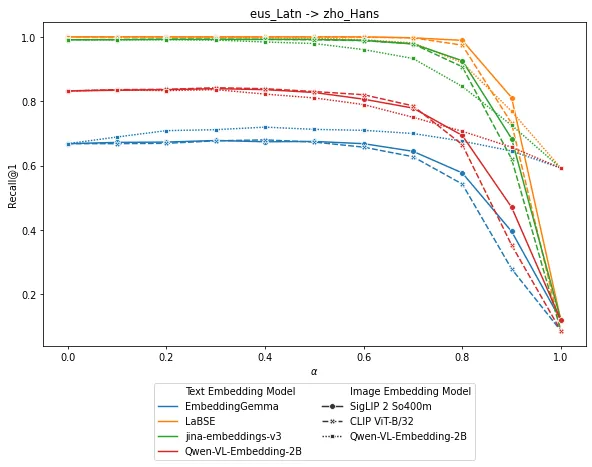 eus_Latn -> zho_Hans
1.0
0.8
0.6
0.4
0.2
Recall@1
0.0 0.2 0.4 0.6 0.8 1.0
α
Text Embedding Model Image Embedding Model
EmbeddingGemma SigLIP 2 So400m
LaBSE CLIP ViT-B/32
jina-embeddings-v3 Qwen-VL-Embedding-2B
Qwen-VL-Embedding-2B